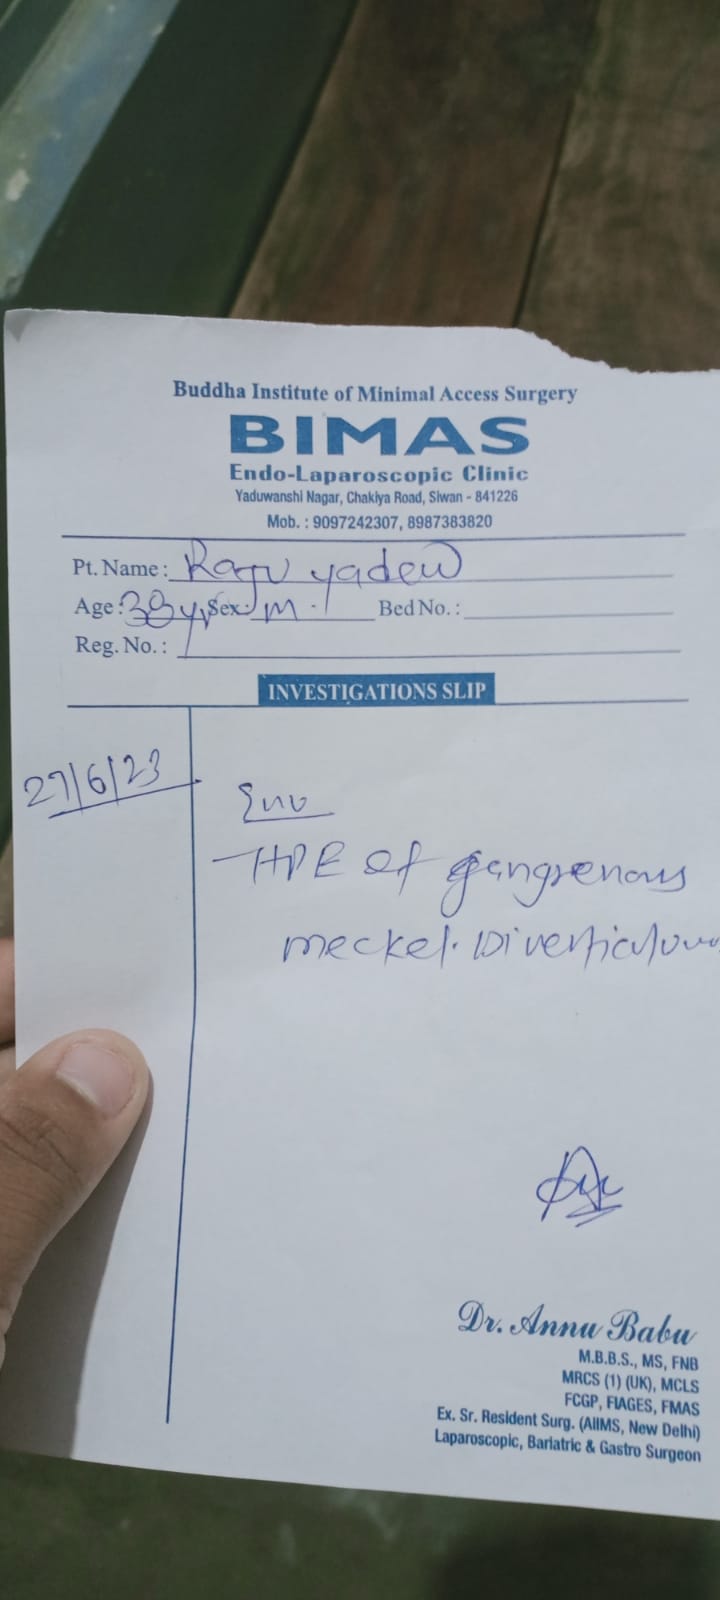 Buddha Institute of Minimal Access Surgery
BIMAS
Endo-Laparoscopic Clinic
Yaduwanshi Nagar, Chakiya Road, Siwan - 841226
Mob. : 9097242307, 8987383820
Pt. Name : Ragu yadew
Age : 38 yr Sex M. Bed No. :
Reg. No. :
INVESTIGATIONS SLIP
27/6/23
Inv
HPE of gangrenous
meckel. Diverticulum
Dr. Annu Babu
M.B.B.S., MS, FNB
MRCS (1) (UK), MCLS
FCGP, FIAGES, FMAS
Ex. Sr. Resident Surg. (AIIMS, New Delhi)
Laparoscopic, Bariatric & Gastro Surgeon